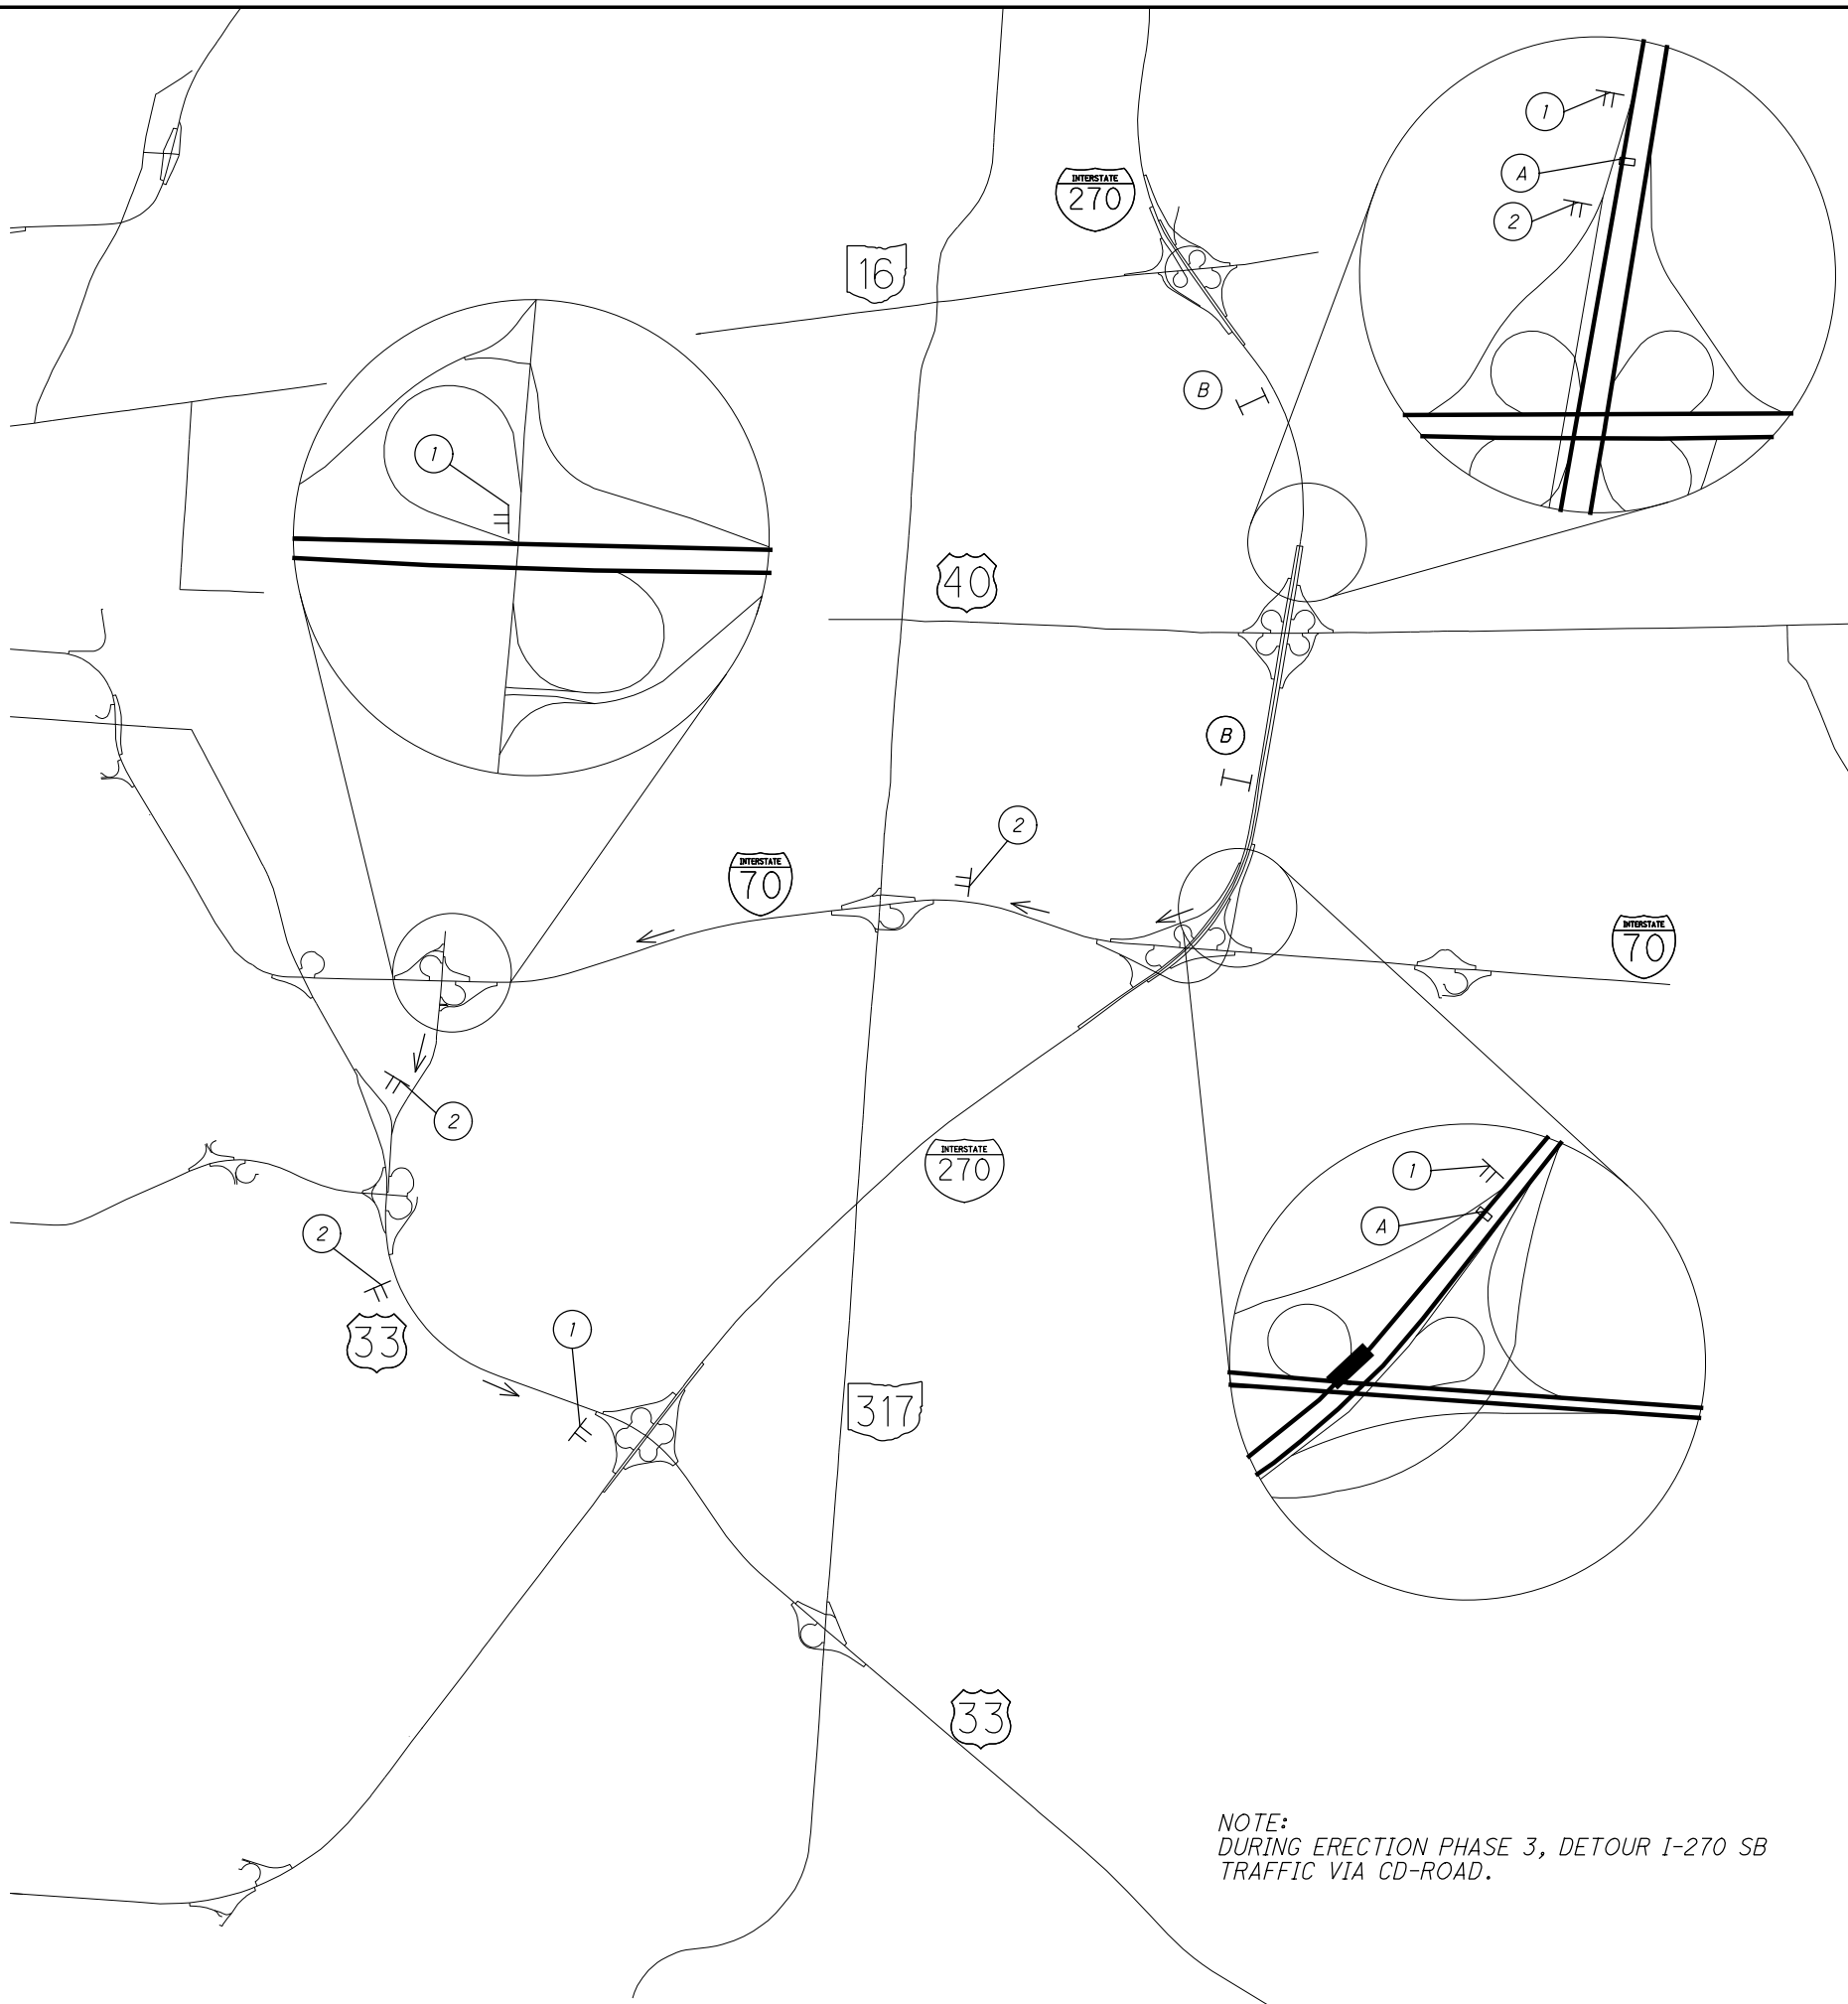 1
A
2
INTERSTATE
270
16
B
1
40
B
2
INTERSTATE
70
INTERSTATE
70
2
INTERSTATE
270
1
A
2
33
1
317
33
NOTE:
DURING ERECTION PHASE 3, DETOUR I-270 SB
TRAFFIC VIA CD-ROAD.